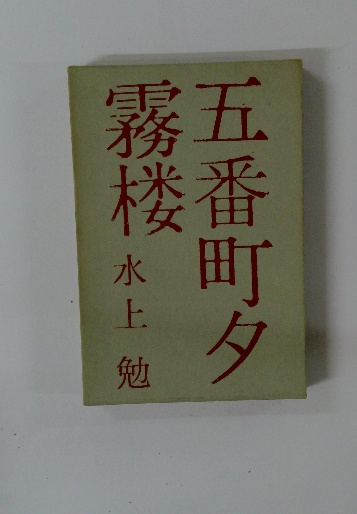 五番町夕
霧楼
水上 勉